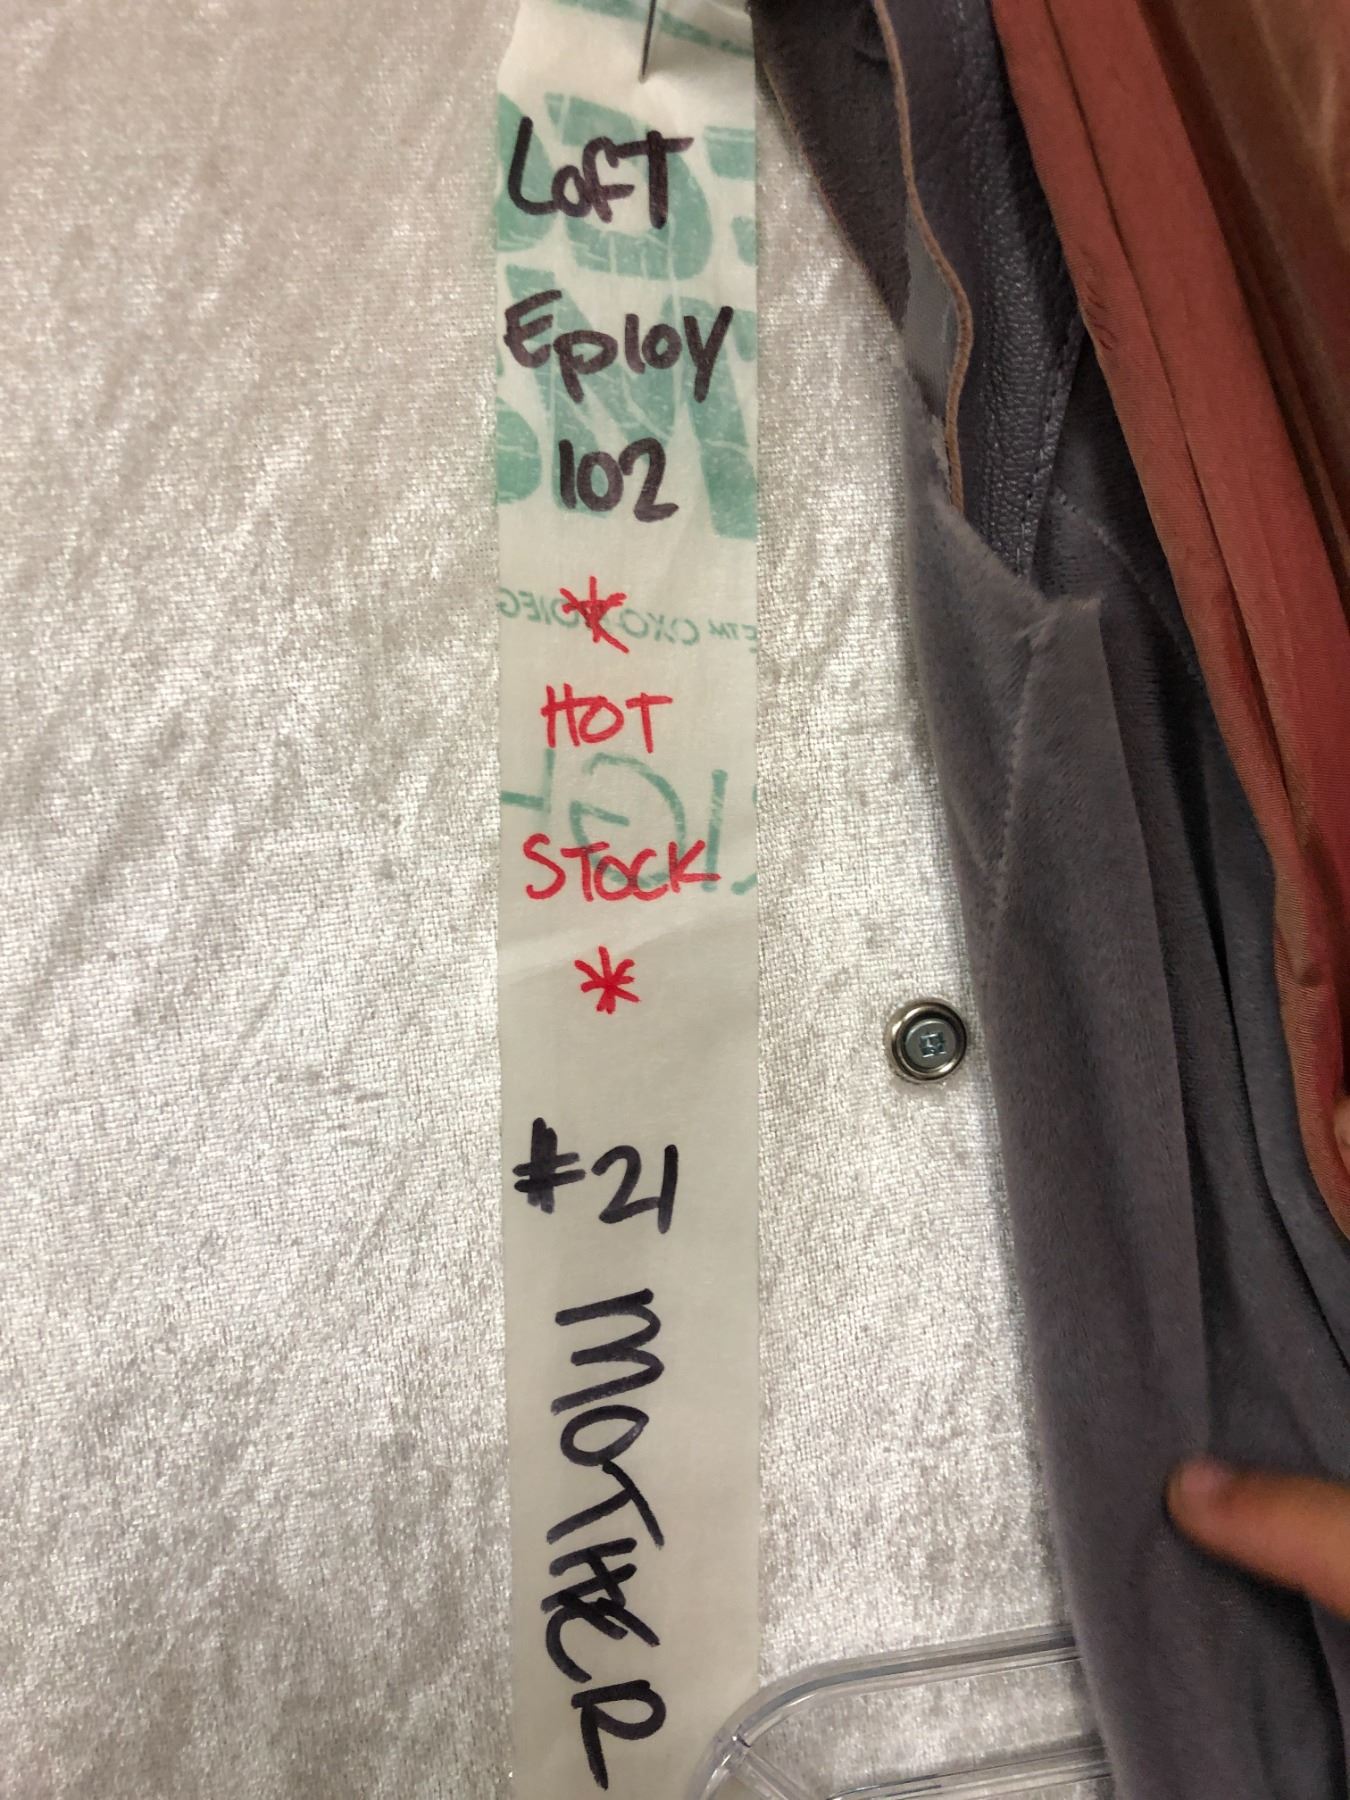 LOFT
Eploy
102
*
HOT
STOCK
*
#21
MOTHER